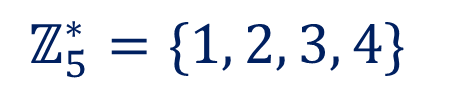 ℤ₅* = {1, 2, 3, 4}